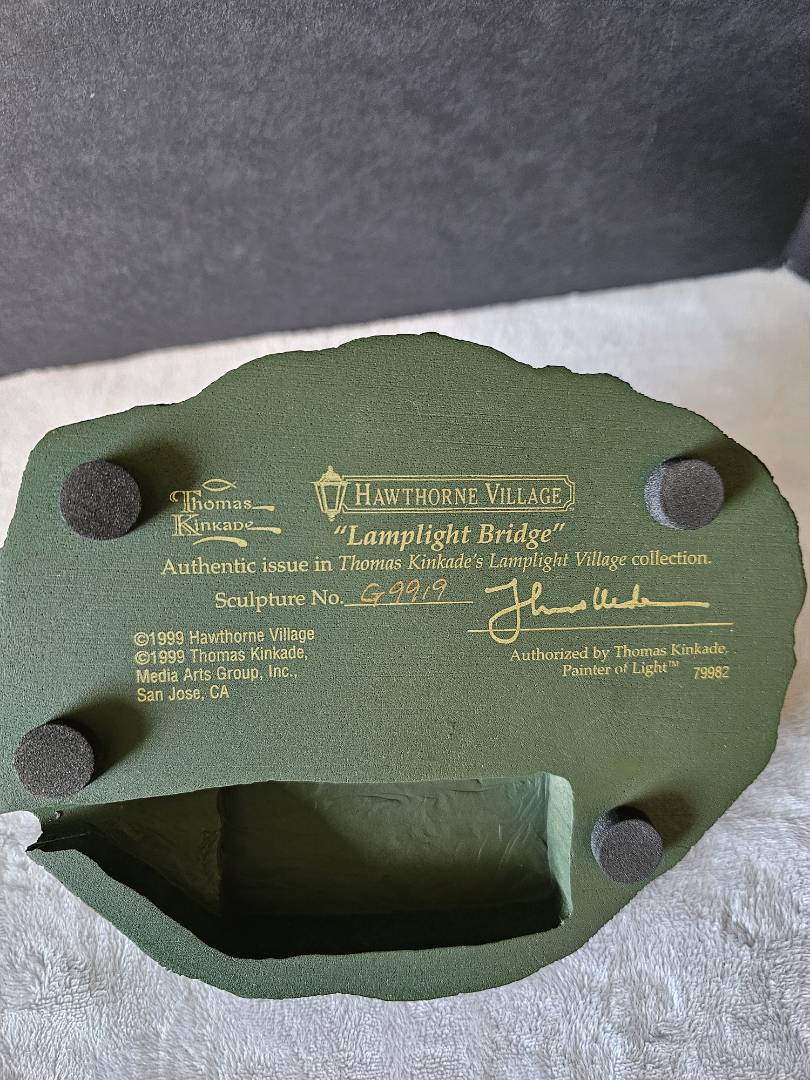 Thomas
Kinkade
HAWTHORNE VILLAGE
"Lamplight Bridge"
Authentic issue in Thomas Kinkade's Lamplight Village collection.
Sculpture No. G9919
©1999 Hawthorne Village
©1999 Thomas Kinkade,
Media Arts Group, Inc.,
San Jose, CA
Authorized by Thomas Kinkade,
Painter of Light™ 79982